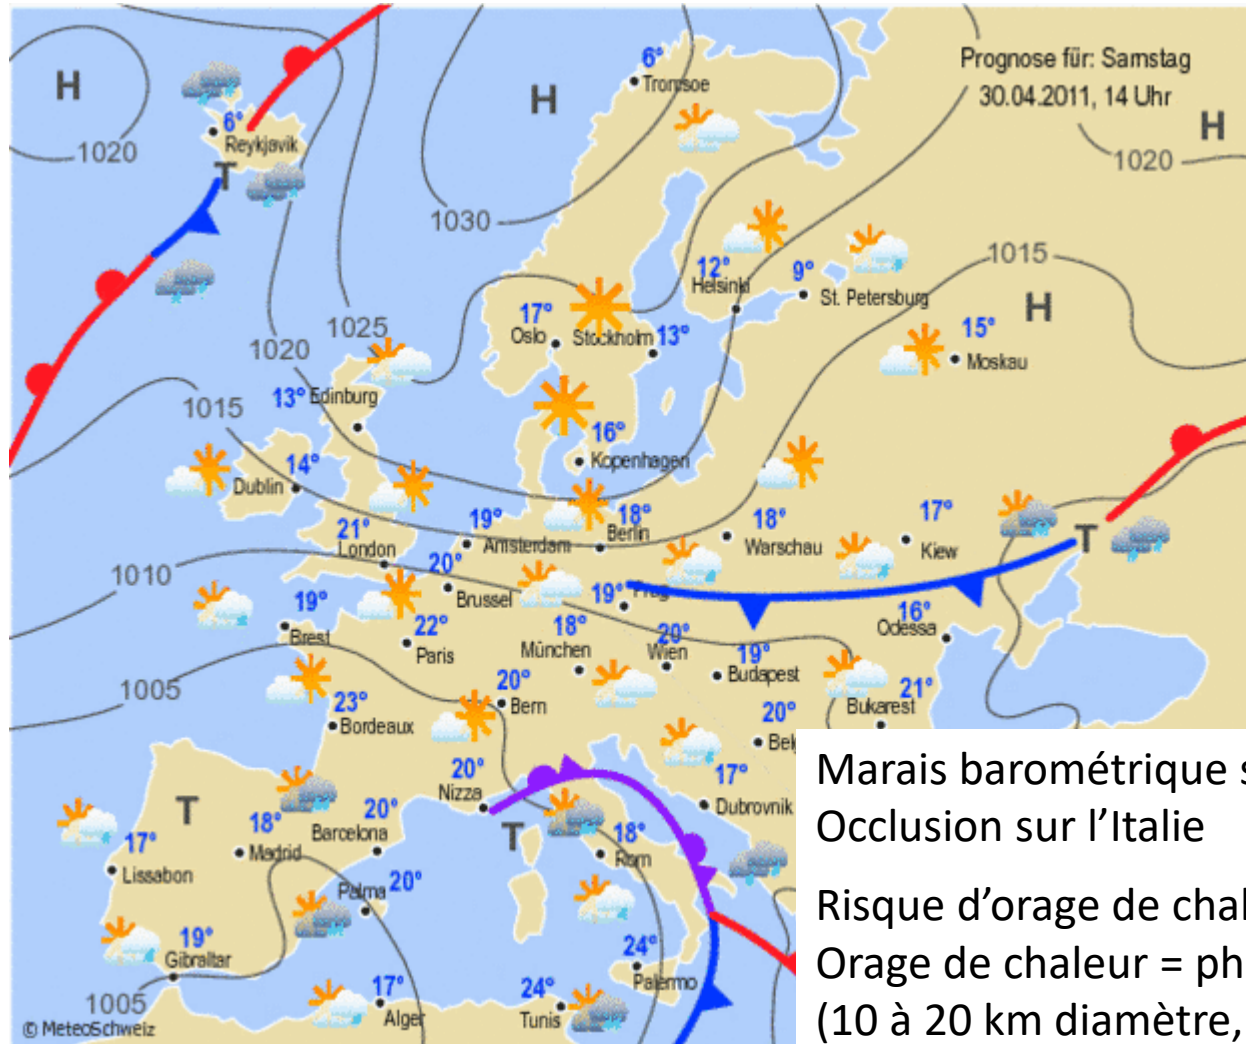 Prognose für: Samstag
30.04.2011, 14 Uhr
H
H
H
6°
Tromsoe
1020
6°
Reykjavik
T
1020
1030
1015
12°
Helsinki
9°
St. Petersburg
H
17°
Oslo
Stockholm
13°
15°
Moskau
1025
1020
13°
Edinburg
1015
16°
Kopenhagen
14°
Dublin
21°
London
19°
Amsterdam
18°
Berlin
18°
Warschau
17°
Kiew
T
1010
20°
Brussel
19°
Prag
19°
Brest
22°
Paris
18°
München
20°
Wien
19°
Budapest
16°
Odessa
1005
23°
Bordeaux
20°
Bern
20°
21°
Bukarest
20°
Nizza
17°
Dubrovnik
T
T
17°
Lissabon
18°
Madrid
20°
Barcelona
18°
Rom
Palma
20°
19°
Gibraltar
24°
Palermo
1005
17°
Alger
24°
Tunis
© MeteoSchweiz
Marais barométrique
Occlusion sur l’Italie
Risque d’orage de
Orage de chaleur =
(10 à 20 km diamètre,